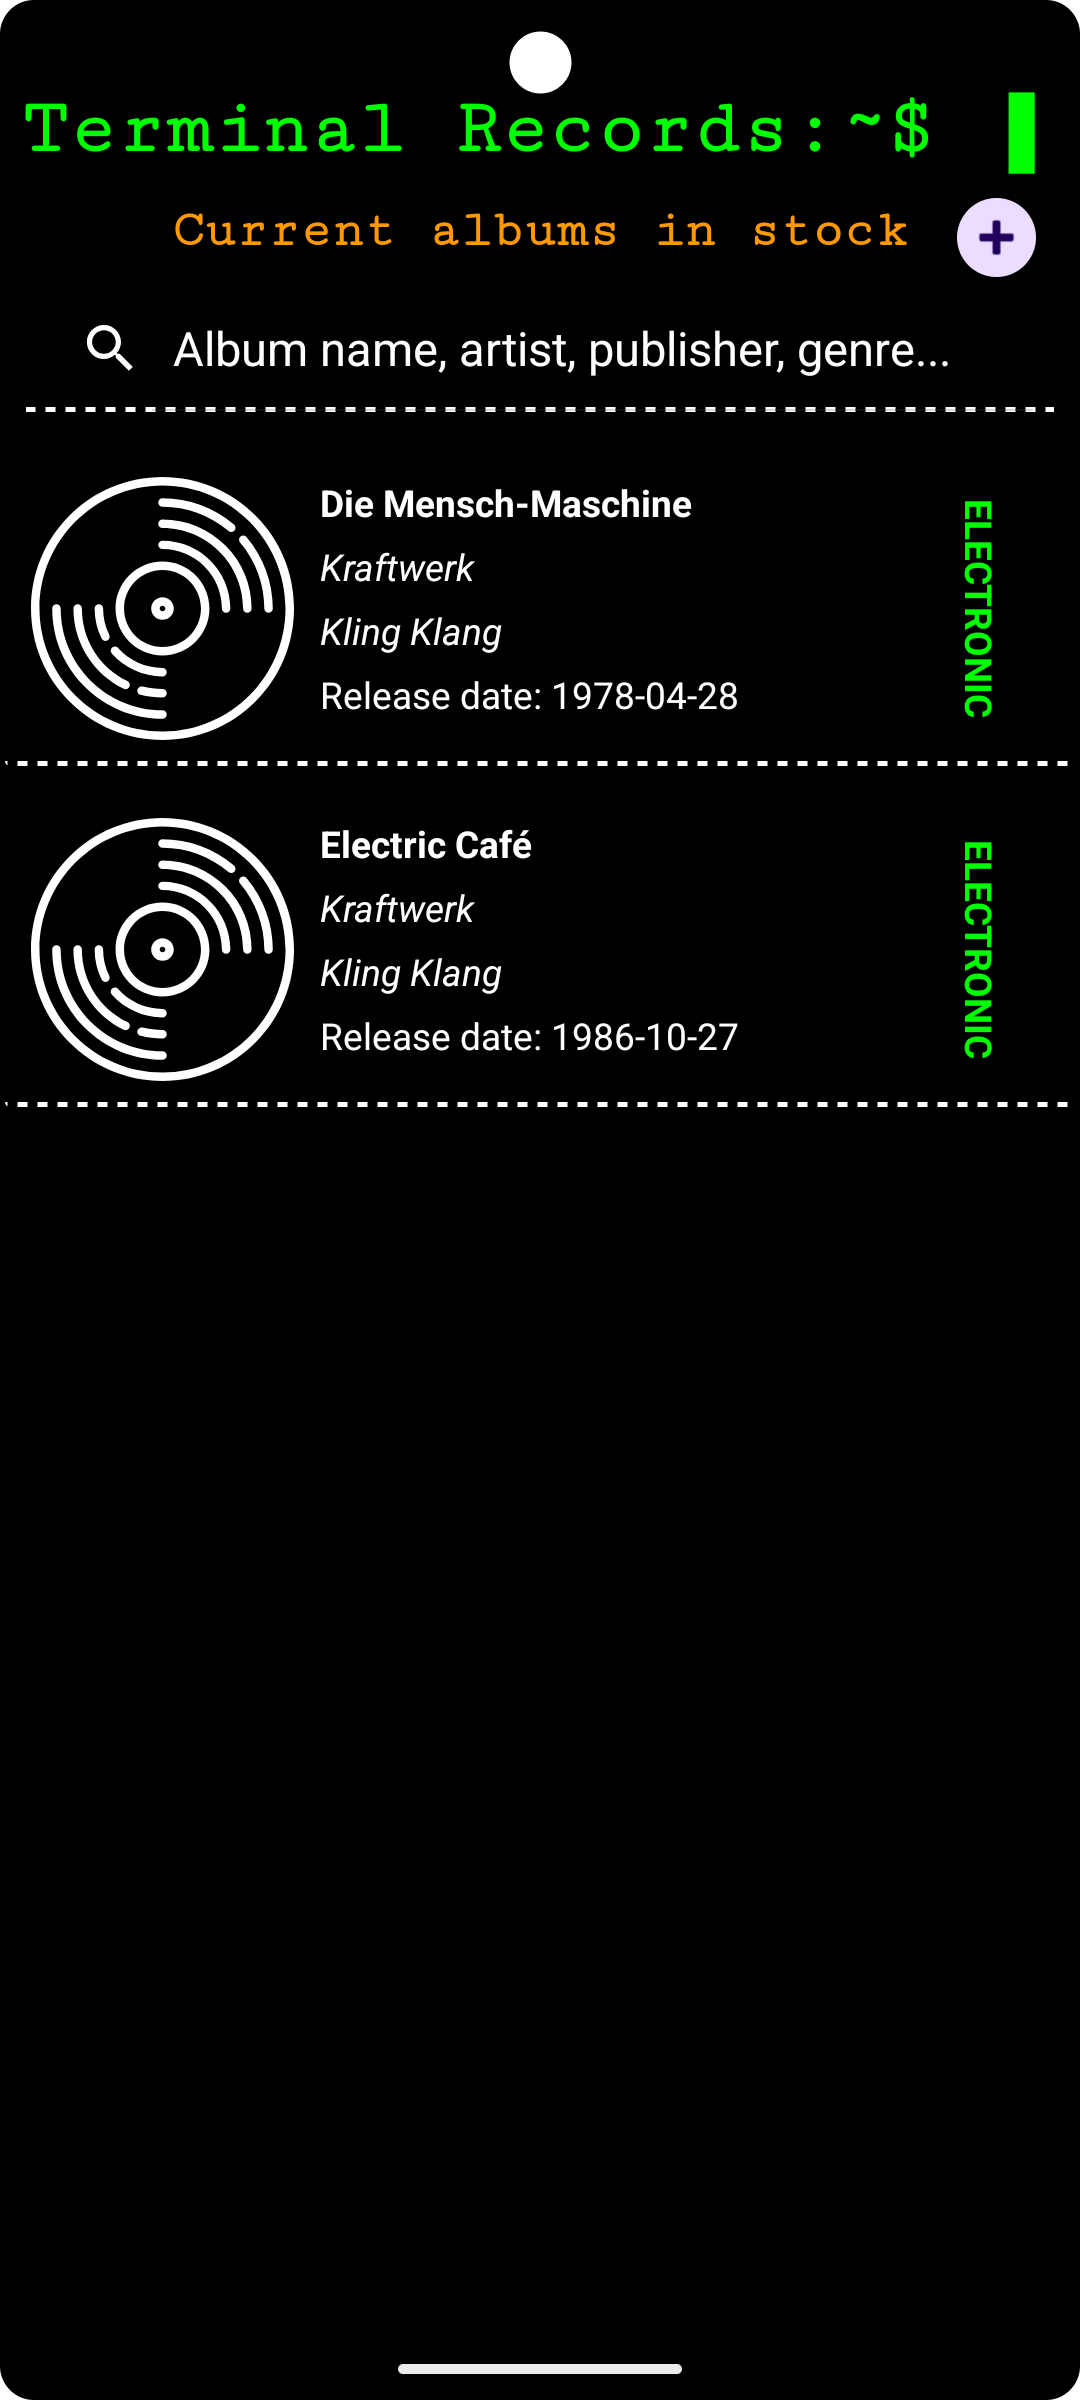 Terminal Records:~$
Current albums in stock
Album name, artist, publisher, genre...
Die Mensch-Maschine
Kraftwerk
Kling Klang
Release date: 1978-04-28
ELECTRONIC
Electric Café
Kraftwerk
Kling Klang
Release date: 1986-10-27
ELECTRONIC